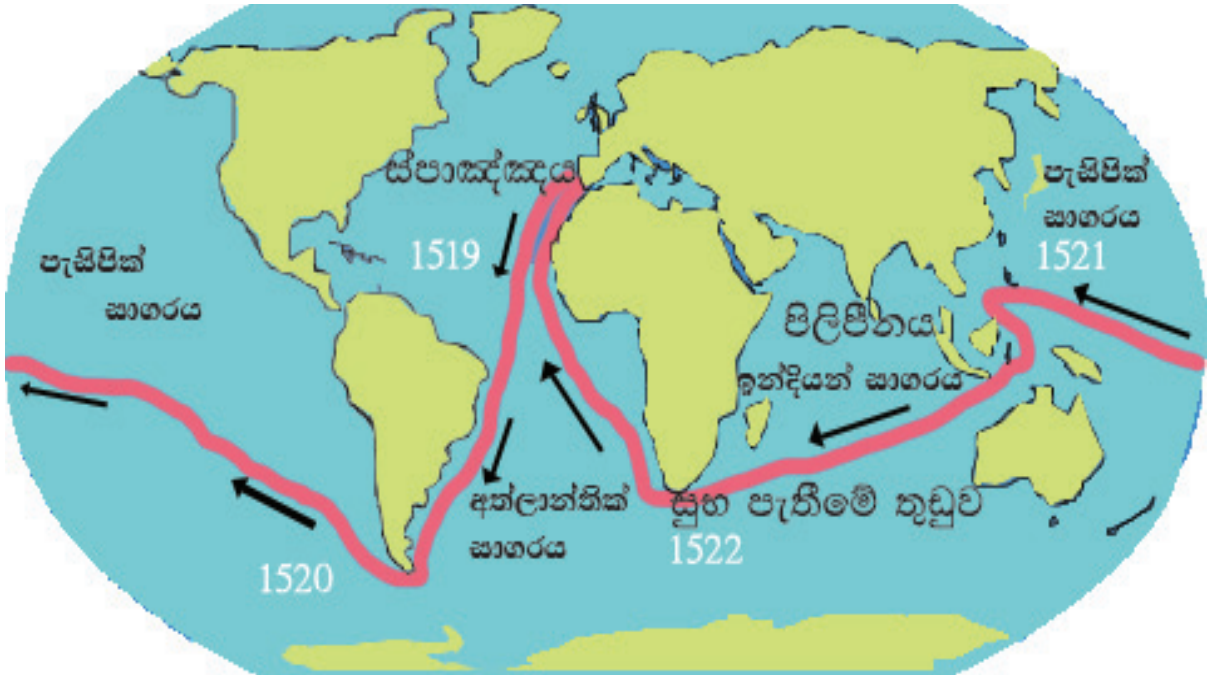 ස්පාඤ්ඤය
පැසිපික්
සාගරය
1519
1521
පැසිපික්
සාගරය
පිලිපීනය
ඉන්දියන් සාගරය
අත්ලාන්තික්
සාගරය
සුභ පැතීමේ තුඩුව
1522
1520